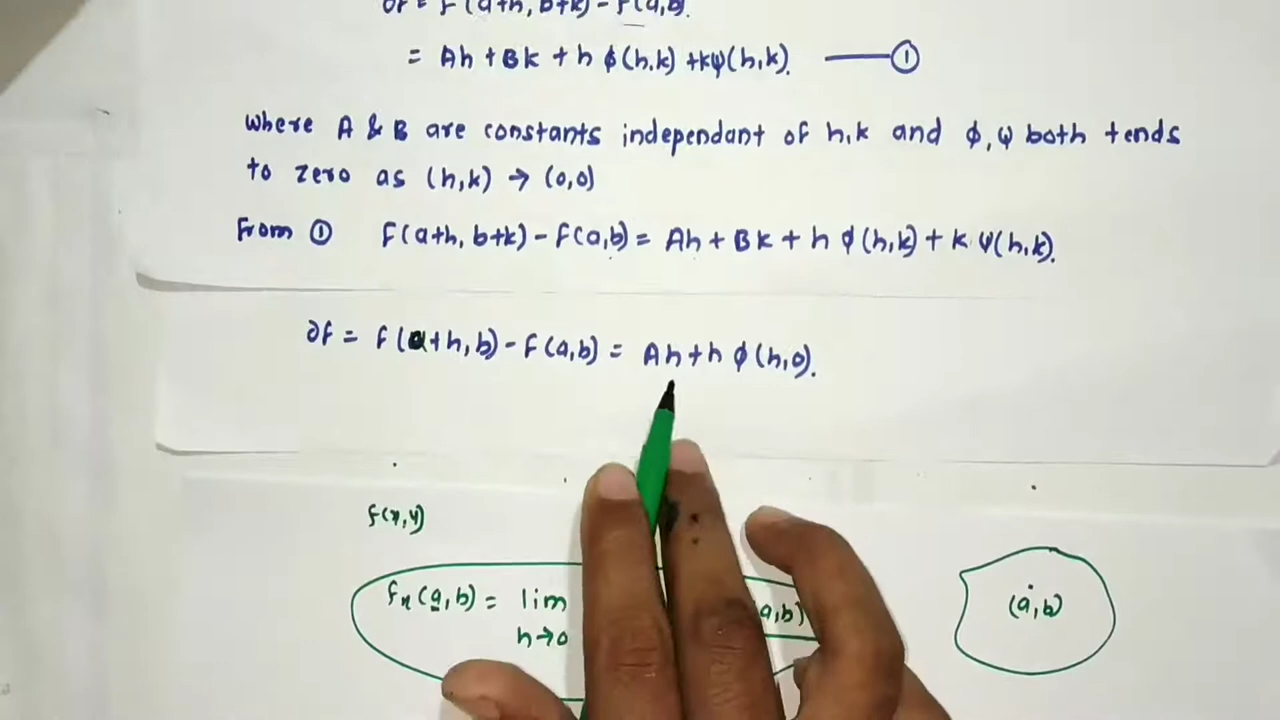 ∂f = f(a+h, b+k) - f(a,b).
= Ah + Bk + h ϕ(h,k) + kψ(h,k). —— ①
where A & B are constants independant of h,k and ϕ,ψ both tends
to zero as (h,k) → (0,0)
From ① f(a+h, b+k) - f(a,b) = Ah + Bk + h ϕ(h,k) + k ψ(h,k).
∂f = f(a+h, b) - f(a,b) = Ah + h ϕ(h,0).
f(x,y)
fx(a,b) = lim a,b)
h→0
(a,b)